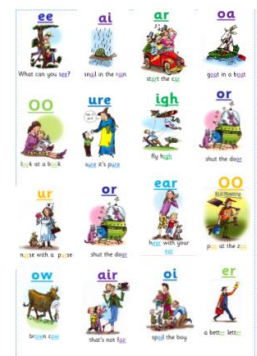 ee ai ar oa
What can you see? snail in the rain start the car goat in a boat
OO ure igh or
look at a book sure it's pure fly high shut the door
ur or ear OO
nurse with a purse shut the door hear with your
ear
poo at the zoo
ow air oi er
brown cow that's not fair spoil the boy a better letter